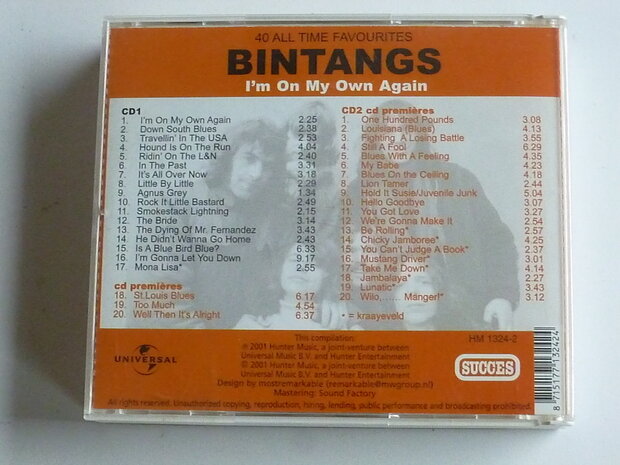 40 ALL TIME FAVOURITES
BINTANGS
I'm On My Own Again
CD1
1. I'm On My Own Again 2.25
2. Down South Blues 2.38
3. Travellin' In The USA 2.53
4. Hound Is On The Run 4.04
5. Ridin' On The L&N 2.40
6. In The Past 3.31
7. It's All Over Now 3.18
8. Little By Little 2.29
9. Agnus Grey 1.34
10. Rock It Little Bastard 2.49
11. Smokestack Lightning 2.15
12. The Bride 3.14
13. The Dying Of Mr. Fernandez 3.43
14. He Didn't Wanna Go Home 2.43
15. Is A Blue Bird Blue? 6.33
16. I'm Gonna Let You Down 9.17
17. Mona Lisa* 2.55
cd premières
18. St.Louis Blues 6.17
19. Too Much 4.54
20. Well Then It's Alright 6.37
CD2 cd premières
1. One Hundred Pounds 3.08
2. Louisiana (Blues) 4.13
3. Fighting A Losing Battle 3.55
4. Still A Fool 6.29
5. Blues With A Feeling 4.35
6. My Babe 4.23
7. Blues On the Ceiling 4.18
8. Lion Tamer 2.44
9. Hold It Susie/Juvenile Junk 5.04
10. Hello Goodbye 3.07
11. You Got Love 3.27
12. We're Gonna Make It 2.54
13. Be Rolling* 2.57
14. Chicky Jamboree* 4.25
15. You Can't Judge A Book* 2.37
16. Mustang Driver* 3.01
17. Take Me Down* 4.14
18. Jambalaya* 2.27
19. Lunatic* 3.43
20. Wilo,...... Manger!* 3.12
* = kraayeveld
This compilation:
℗ 2001 Hunter Music, a joint-venture between
Universal Music B.V. and Hunter Entertainment
© 2001 Hunter Music, a joint-venture between
Universal Music B.V. and Hunter Entertainment
Design by mostremarkable (remarkable@mwgroup.nl)
Mastering: Sound Factory
All rights reserved. Unauthorized copying, reproduction, hiring, lending, public performance and broadcasting prohibited
UNIVERSAL
HM 1324-2
SUCCES
8 715177 132424